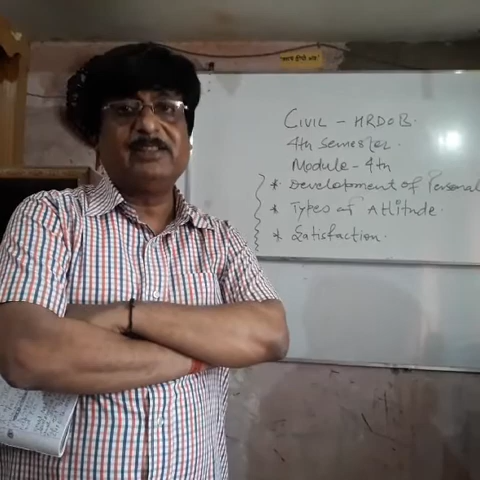 CIVIL - HRDOB.
4th semester.
Module - 4th
* Development of Personal
* Types of Attitude.
* Satisfaction.